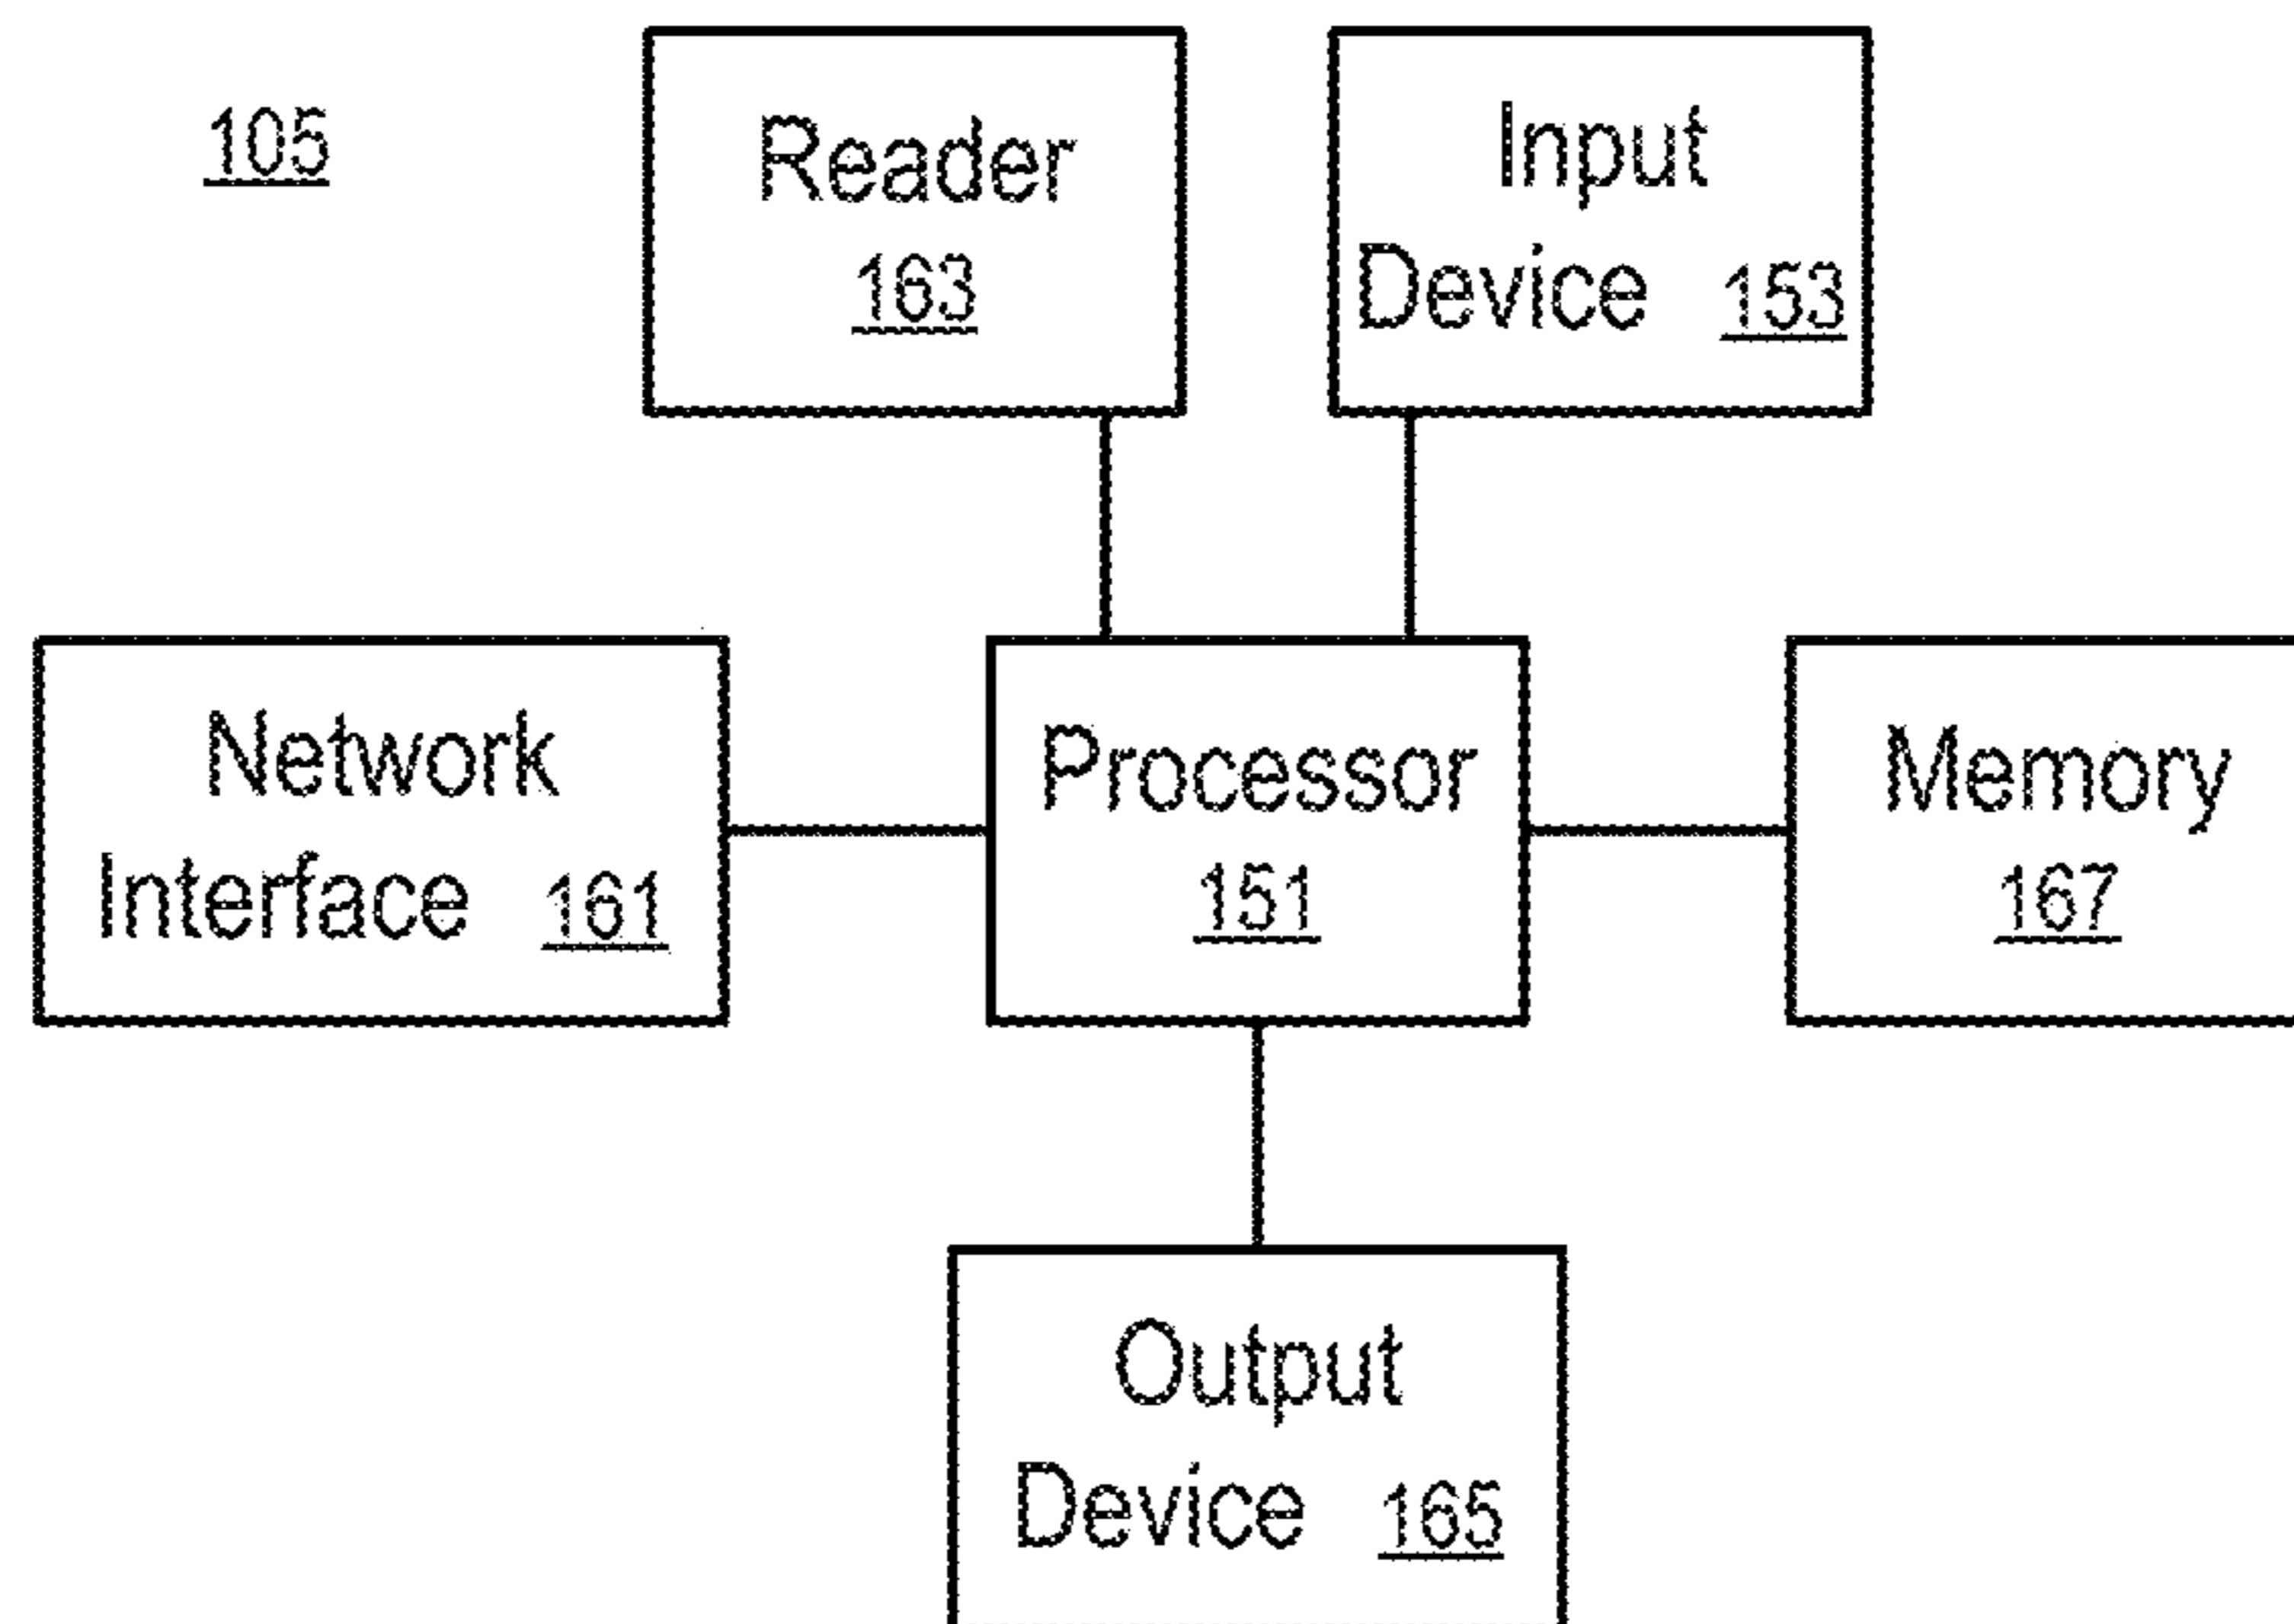 105
Reader
163
Input
Device 153
Network
Interface 161
Processor
151
Memory
167
Output
Device 165